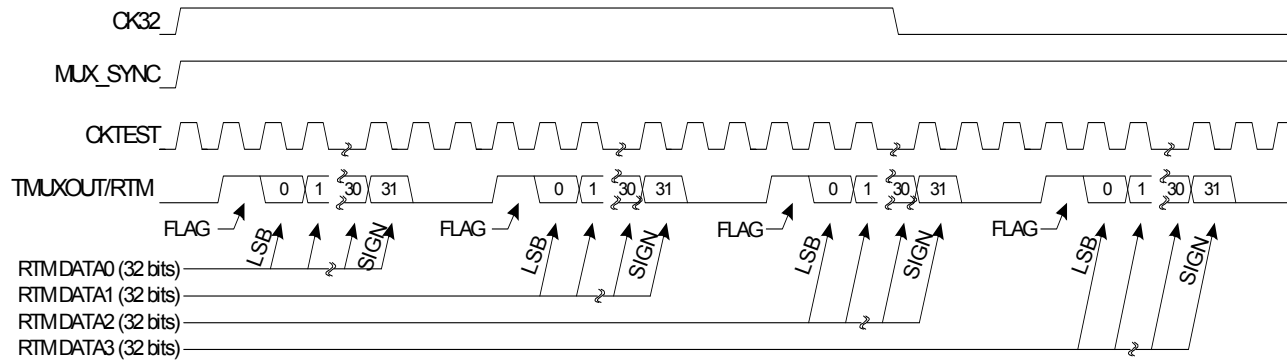 CK32
MUX_SYNC
CKTEST
TMUXOUT/RTM
0 1 30 31 0 1 30 31 0 1 30 31 0 1 30 31
FLAG FLAG FLAG FLAG
LSB SIGN LSB SIGN LSB SIGN LSB SIGN
RTM DATA0 (32 bits)
RTM DATA1 (32 bits)
RTM DATA2 (32 bits)
RTM DATA3 (32 bits)